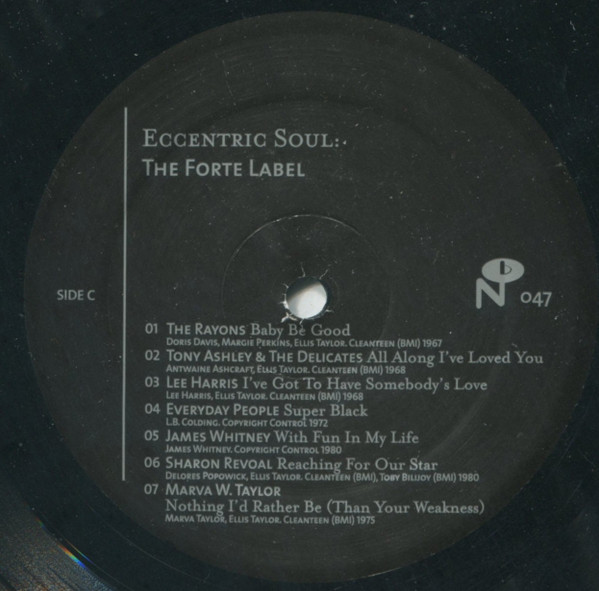 Eccentric Soul:
The Forte Label
SIDE C
N 047
01 The Rayons Baby Be Good
Doris Davis, Margie Perkins, Ellis Taylor. Cleanteen (BMI) 1967
02 Tony Ashley & The Delicates All Along I've Loved You
Antwaine Ashcraft, Ellis Taylor. Cleanteen (BMI) 1968
03 Lee Harris I've Got To Have Somebody's Love
Lee Harris, Ellis Taylor. Cleanteen (BMI) 1968
04 Everyday People Super Black
L.B. Colding. Copyright Control 1972
05 James Whitney With Fun In My Life
James Whitney. Copyright Control 1980
06 Sharon Revoal Reaching For Our Star
Delores Popowick, Ellis Taylor. Cleanteen (BMI), Toby Biljoy (BMI) 1980
07 Marva W. Taylor
Nothing I'd Rather Be (Than Your Weakness)
Marva Taylor, Ellis Taylor. Cleanteen (BMI) 1975